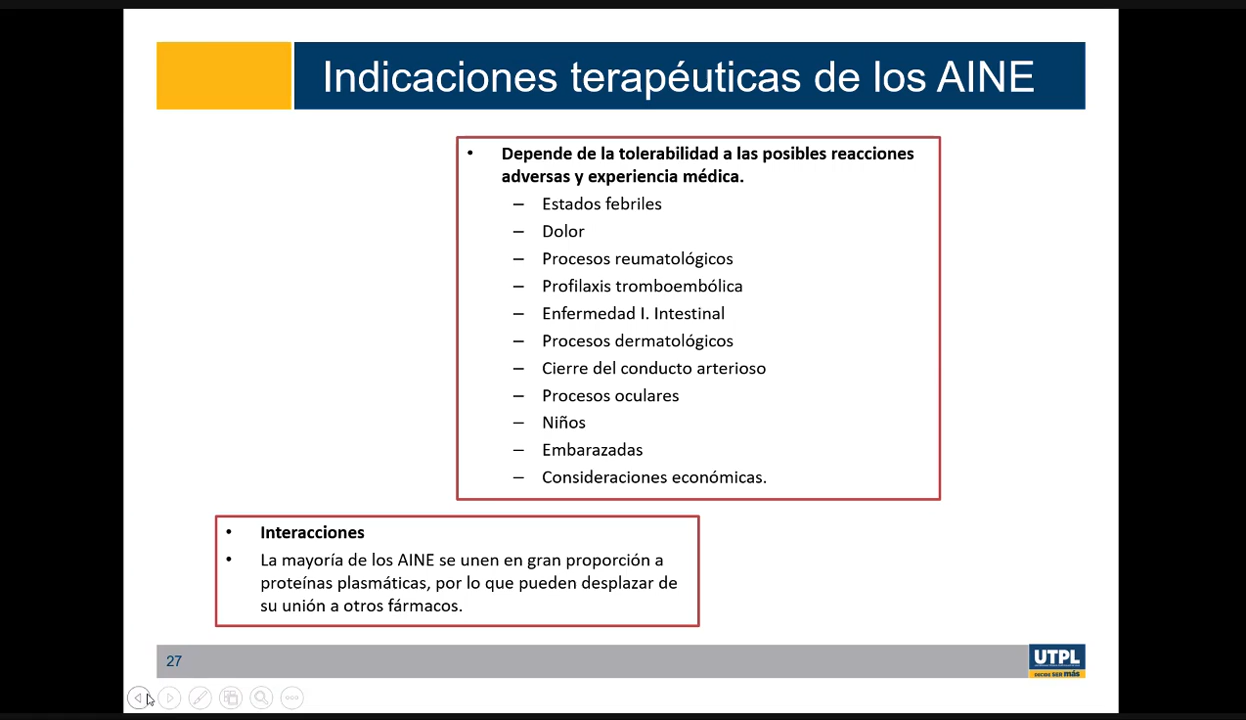 Indicaciones terapéuticas de los AINE
• Depende de la tolerabilidad a las posibles reacciones
adversas y experiencia médica.
– Estados febriles
– Dolor
– Procesos reumatológicos
– Profilaxis tromboembólica
– Enfermedad I. Intestinal
– Procesos dermatológicos
– Cierre del conducto arterioso
– Procesos oculares
– Niños
– Embarazadas
– Consideraciones económicas.
• Interacciones
• La mayoría de los AINE se unen en gran proporción a
proteínas plasmáticas, por lo que pueden desplazar de
su unión a otros fármacos.
27
UTPL
DECIDE SER más